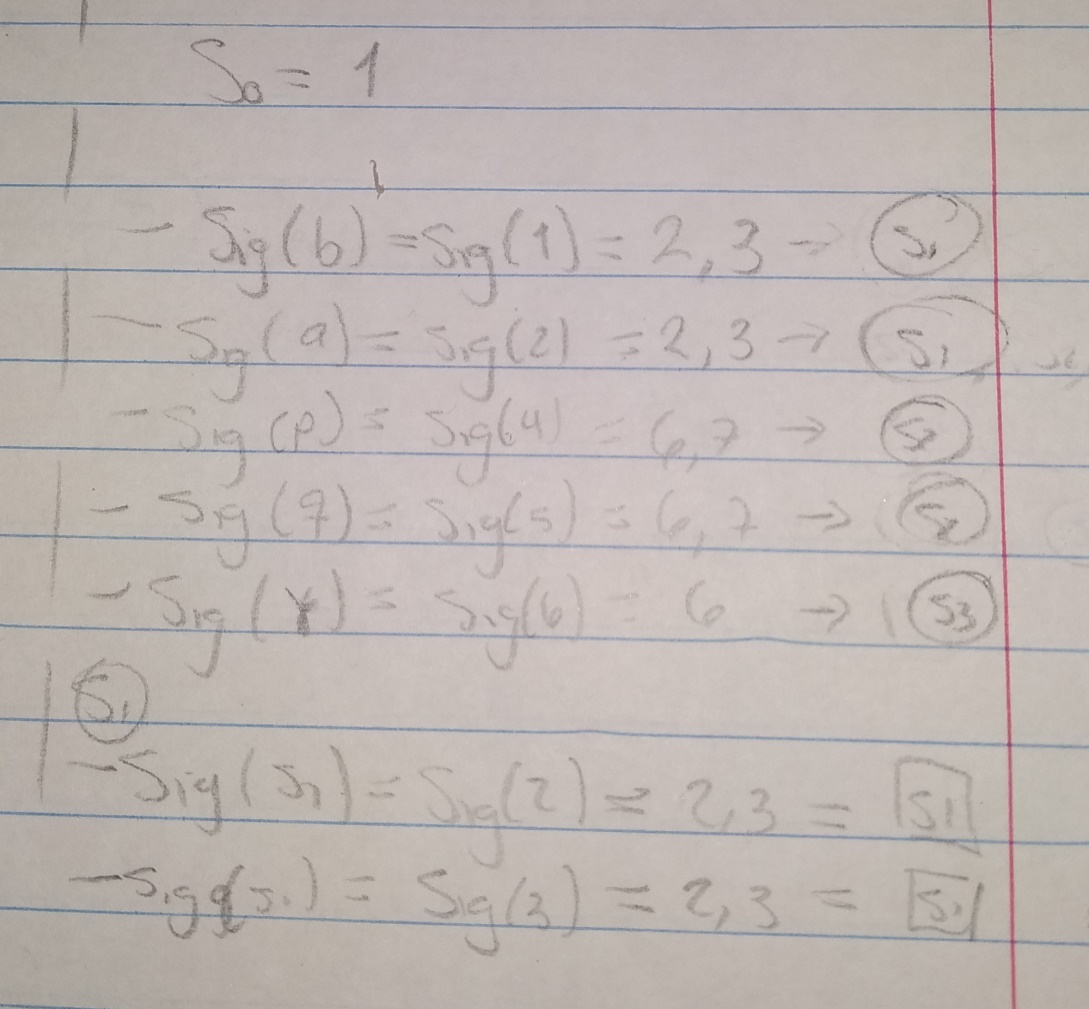 S₀ = 1
- Sig(b) = Sig(1) = 2, 3 → S₁
- Sig(a) = Sig(2) = 2, 3 → S₁
- Sig(p) = Sig(4) = 6, 7 → S₂
- Sig(q) = Sig(5) = 6, 7 → S₂
- Sig(r) = Sig(6) = 6 → S3
S₁
- Sig(S₁) = Sig(2) = 2, 3 = S₁
- Sig(S₁) = Sig(3) = 2, 3 = S₁